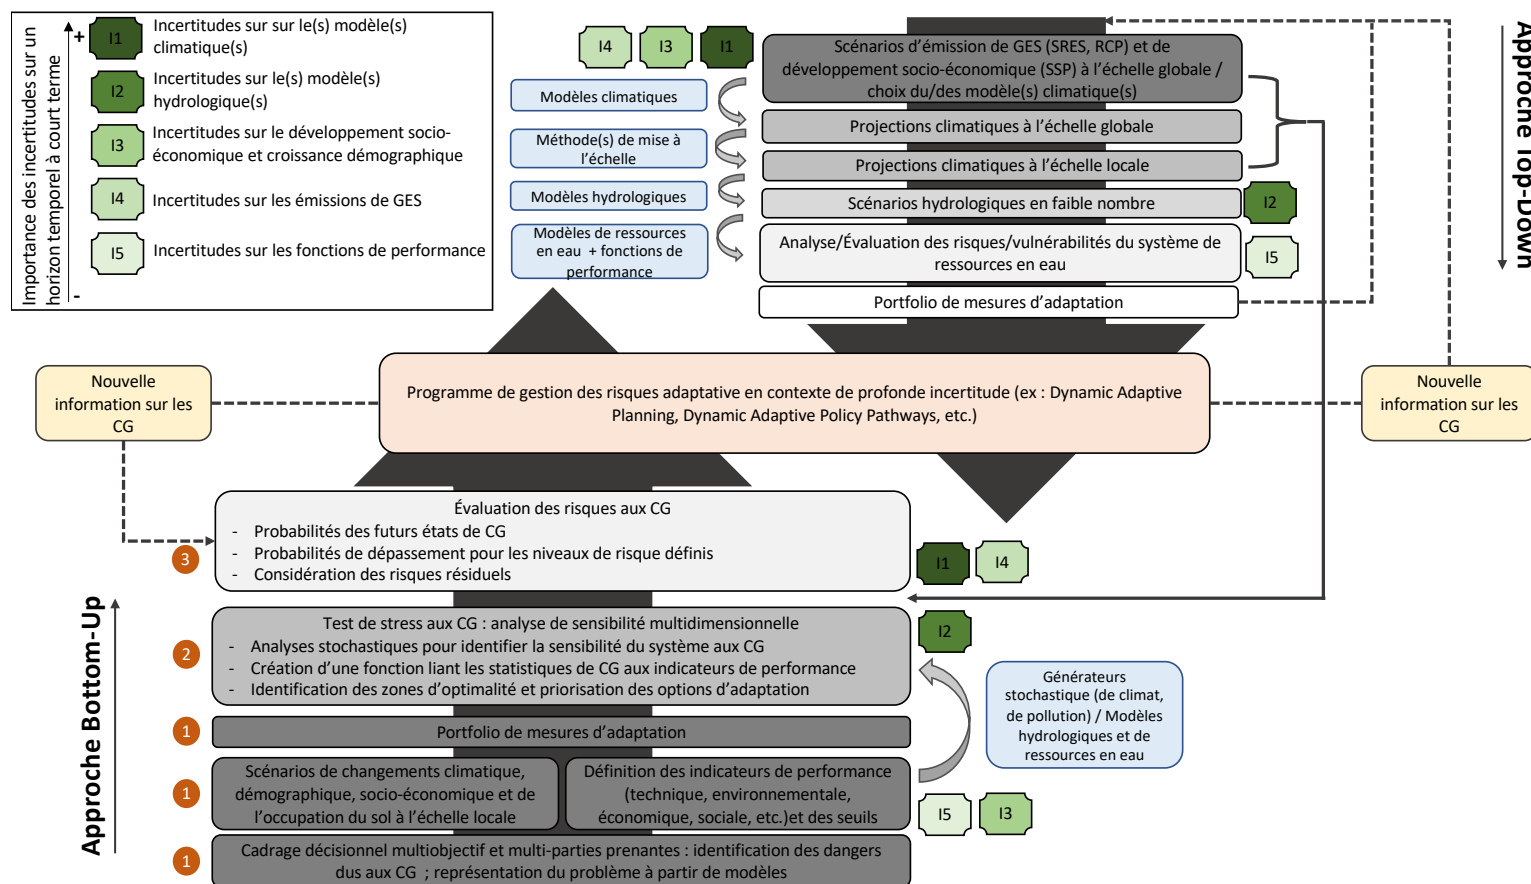 Importance des incertitudes sur un
horizon temporel à court terme
+
-
I1
Incertitudes sur sur le(s) modèle(s)
climatique(s)
I2
Incertitudes sur le(s) modèle(s)
hydrologique(s)
I3
Incertitudes sur le développement socio-
économique et croissance démographique
I4
Incertitudes sur les émissions de GES
I5
Incertitudes sur les fonctions de performance
I4
I3
I1
Scénarios d'émission de GES (SRES, RCP) et de
développement socio-économique (SSP) à l'échelle globale /
choix du/des modèle(s) climatique(s)
Modèles climatiques
Projections climatiques à l'échelle globale
Méthode(s) de mise à
l'échelle
Projections climatiques à l'échelle locale
Modèles hydrologiques
Scénarios hydrologiques en faible nombre
I2
Modèles de ressources
en eau + fonctions de
performance
Analyse/Évaluation des risques/vulnérabilités du système de
ressources en eau
I5
Portfolio de mesures d'adaptation
Approche Top-Down
Nouvelle
information sur les
CG
Programme de gestion des risques adaptative en contexte de profonde incertitude (ex : Dynamic Adaptive
Planning, Dynamic Adaptive Policy Pathways, etc.)
Nouvelle
information sur les
CG
Approche Bottom-Up
3
Évaluation des risques aux CG
- Probabilités des futurs états de CG
- Probabilités de dépassement pour les niveaux de risque définis
- Considération des risques résiduels
I1
I4
2
Test de stress aux CG : analyse de sensibilité multidimensionnelle
- Analyses stochastiques pour identifier la sensibilité du système aux CG
- Création d'une fonction liant les statistiques de CG aux indicateurs de performance
- Identification des zones d'optimalité et priorisation des options d'adaptation
I2
Générateurs
stochastique (de climat,
de pollution) / Modèles
hydrologiques et de
ressources en eau
1
Portfolio de mesures d'adaptation
1
Scénarios de changements climatique,
démographique, socio-économique et de
l'occupation du sol à l'échelle locale
Définition des indicateurs de performance
(technique, environnementale,
économique, sociale, etc.)et des seuils
I5
I3
1
Cadrage décisionnel multiobjectif et multi-parties prenantes : identification des dangers
dus aux CG ; représentation du problème à partir de modèles